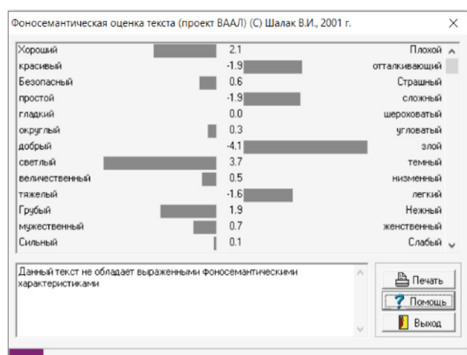 Фоносемантическая оценка текста (проект ВААЛ) (С) Шалак В.И., 2001 г.
Хороший 2.1 Плохой
красивый -1.9 отталкивающий
Безопасный 0.6 Страшный
простой -1.9 сложный
гладкий 0.0 шероховатый
округлый 0.3 угловатый
добрый -4.1 злой
светлый 3.7 темный
величественный 0.5 низменный
тяжелый -1.6 легкий
Грубый 1.9 Нежный
мужественный 0.7 женственный
Сильный 0.1 Слабый
Данный текст не обладает выраженными фоносемантическими
характеристиками
Печать
Помощь
Выход